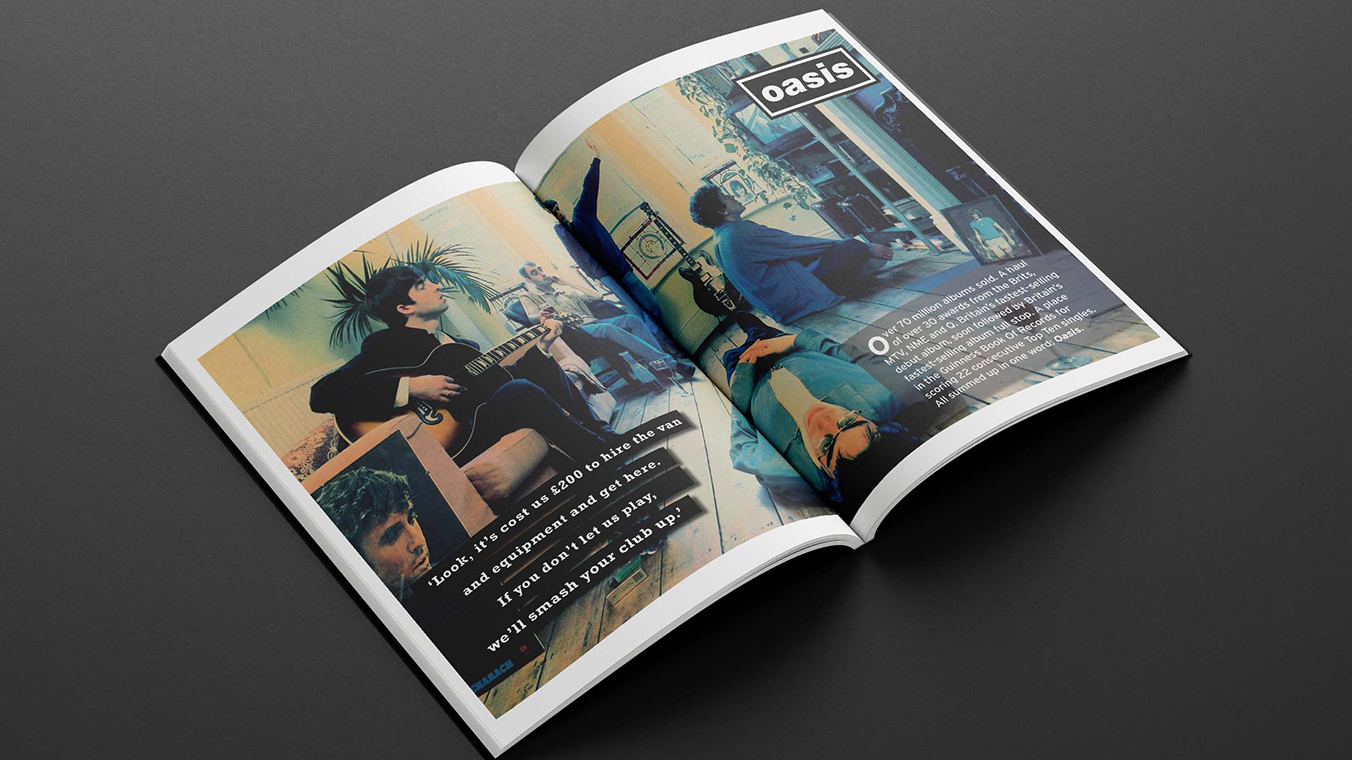 'Look, it's cost us £200 to hire the van
and equipment and get here.
If you don't let us play,
we'll smash your club up.'
oasis
Over 70 million albums sold. A haul
of over 30 awards from the Brits,
MTV, NME and Q. Britain's fastest-selling
debut album, soon followed by Britain's
fastest-selling album full stop. A place
in the Guinness Book Of Records for
scoring 22 consecutive Top Ten singles.
All summed up in one word: Oasis.